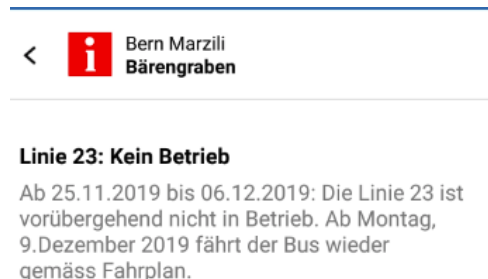 Bern Marzili
Bärengraben
Linie 23: Kein Betrieb
Ab 25.11.2019 bis 06.12.2019: Die Linie 23 ist
vorübergehend nicht in Betrieb. Ab Montag,
9.Dezember 2019 fährt der Bus wieder
gemäss Fahrplan.